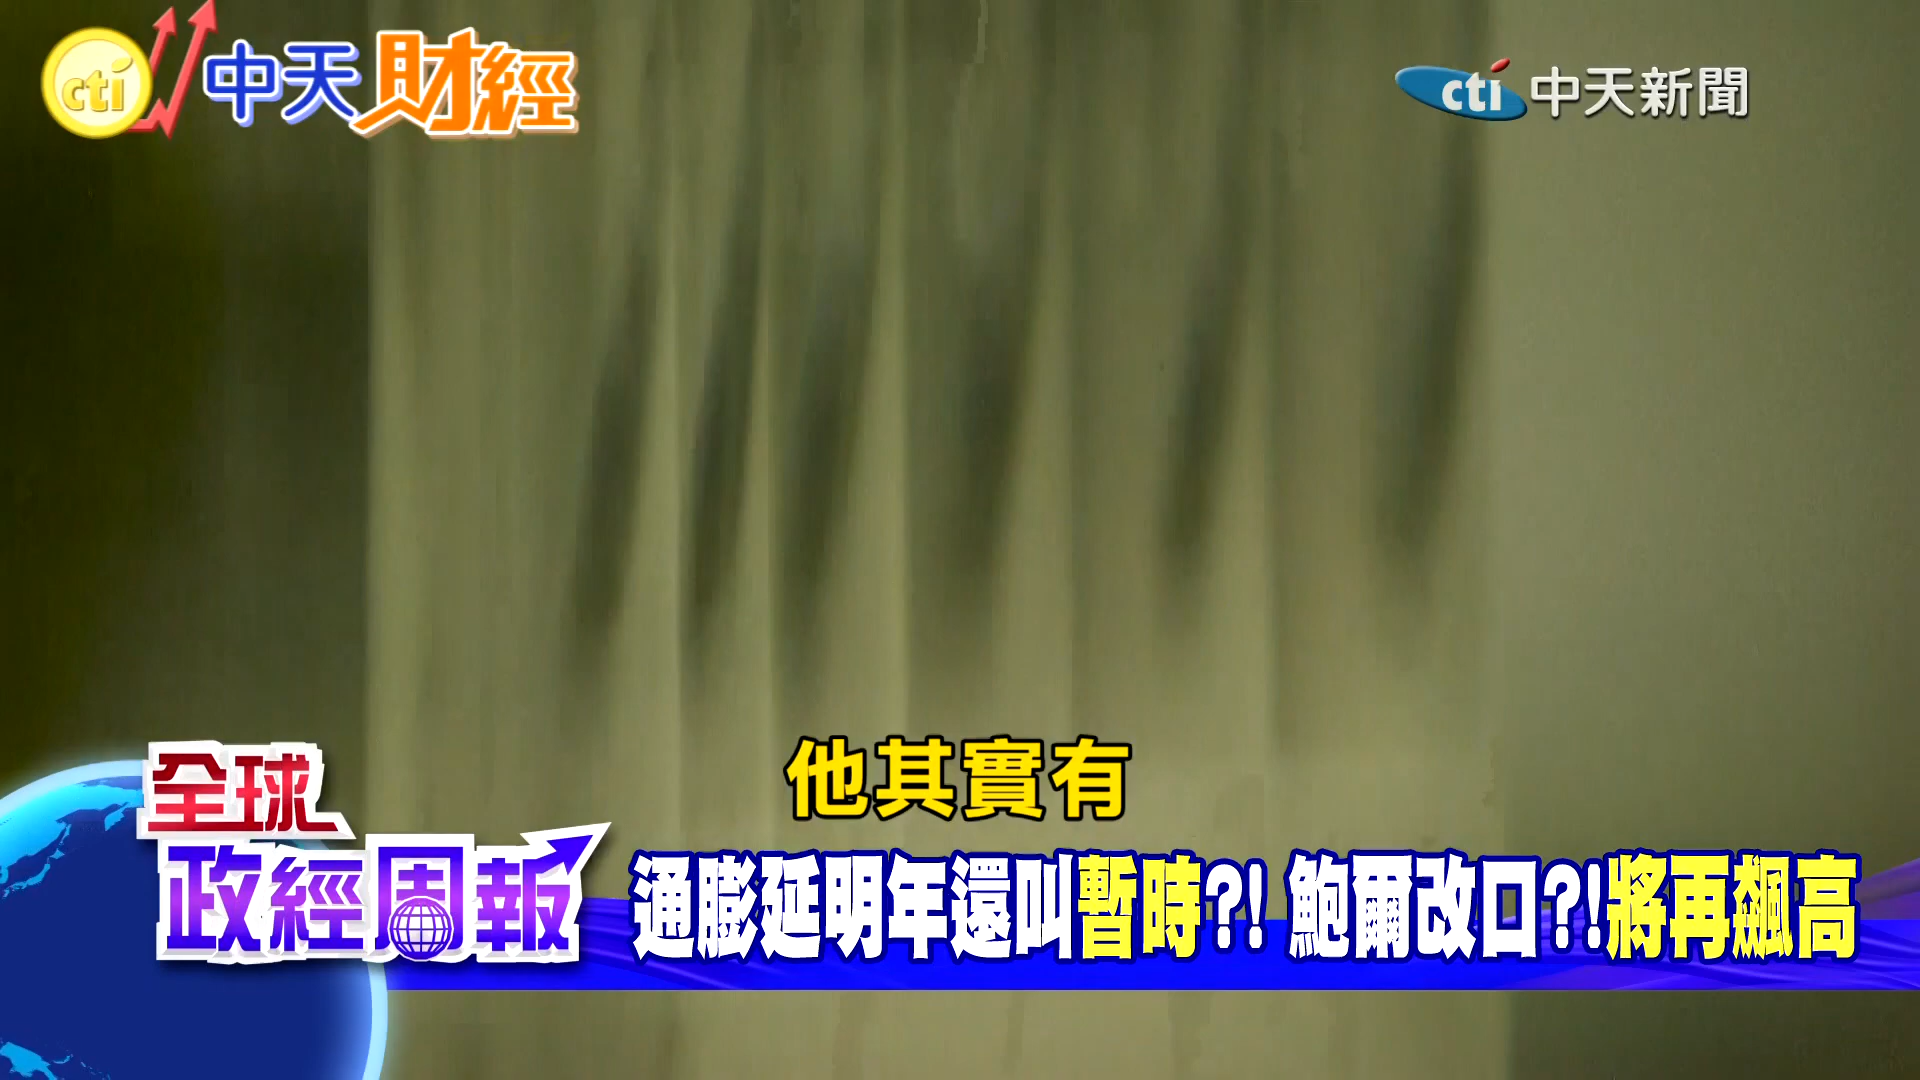 cti 中天財經
cti 中天新聞
他其實有
全球
政經周報
通膨延明年還叫暫時?! 鮑爾改口?!將再飆高